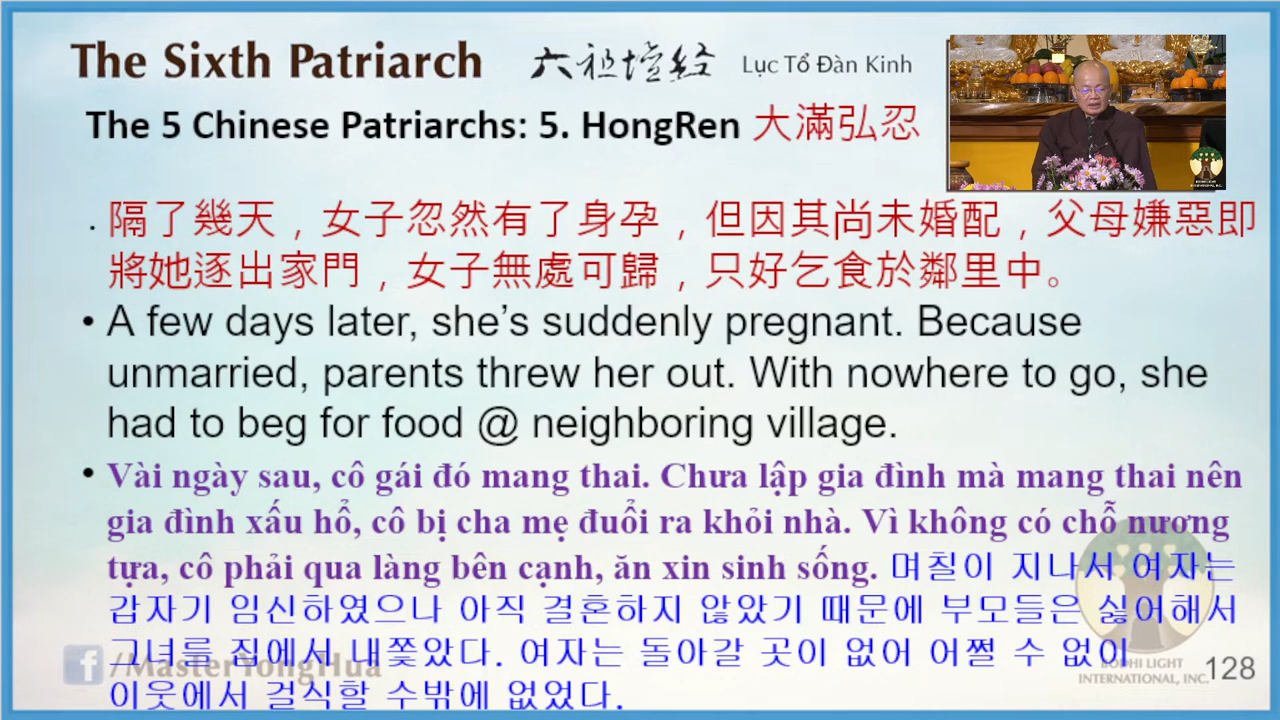 The Sixth Patriarch 六祖壇经 Lục Tổ Đàn Kinh
The 5 Chinese Patriarchs: 5. HongRen 大滿弘忍
. 隔了幾天，女子忽然有了身孕，但因其尚未婚配，父母嫌惡即
將她逐出家門，女子無處可歸，只好乞食於鄰里中。
• A few days later, she's suddenly pregnant. Because
unmarried, parents threw her out. With nowhere to go, she
had to beg for food @ neighboring village.
• Vài ngày sau, cô gái đó mang thai. Chưa lập gia đình mà mang thai nên
gia đình xấu hổ, cô bị cha mẹ đuổi ra khỏi nhà. Vì không có chỗ nương
tựa, cô phải qua làng bên cạnh, ăn xin sinh sống. 며칠이 지나서 여자는
갑자기 임신하였으나 아직 결혼하지 않았기 때문에 부모들은 싫어해서
그녀를 집에서 내쫓았다. 여자는 돌아갈 곳이 없어 어쩔 수 없이
이웃에서 걸식할 수밖에 없었다.
f /MasterYongHua
BODHI LIGHT
INTERNATIONAL, INC.
128